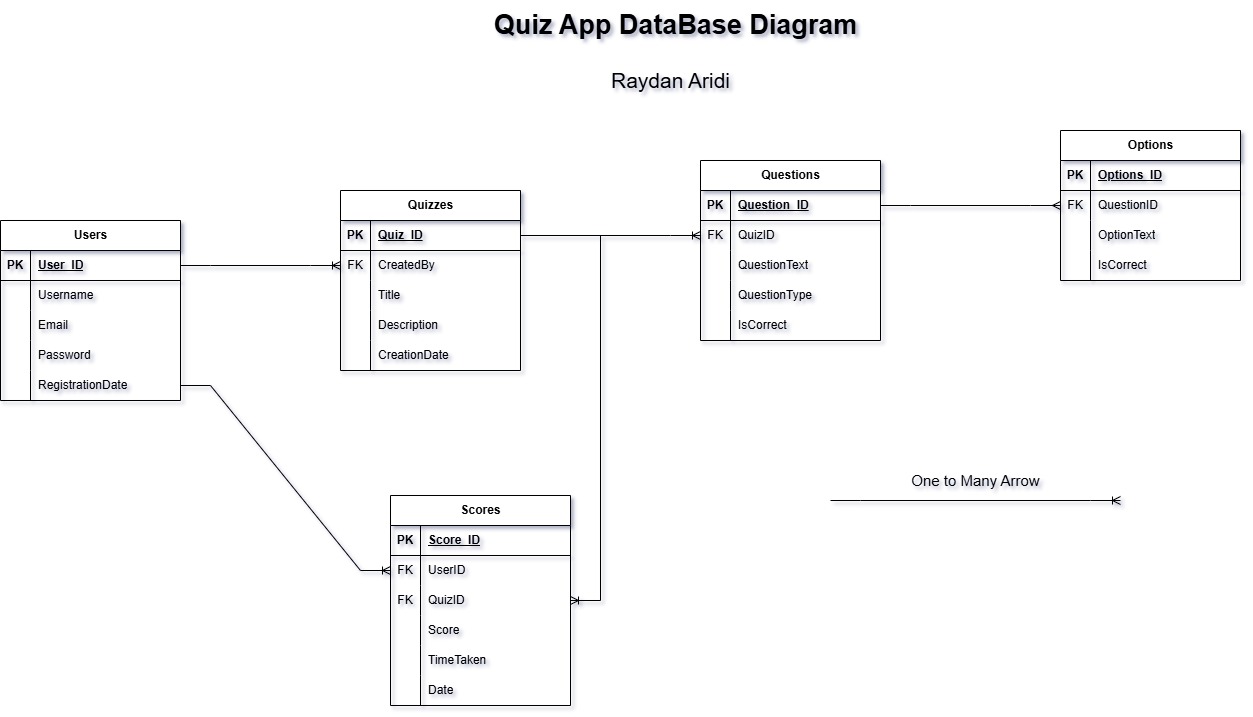 Quiz App DataBase Diagram
Raydan Aridi
Users
PK User_ID
Username
Email
Password
RegistrationDate
Quizzes
PK Quiz_ID
FK CreatedBy
Title
Description
CreationDate
Questions
PK Question_ID
FK QuizID
QuestionText
QuestionType
IsCorrect
Options
PK Options_ID
FK QuestionID
OptionText
IsCorrect
Scores
PK Score_ID
FK UserID
FK QuizID
Score
TimeTaken
Date
One to Many Arrow